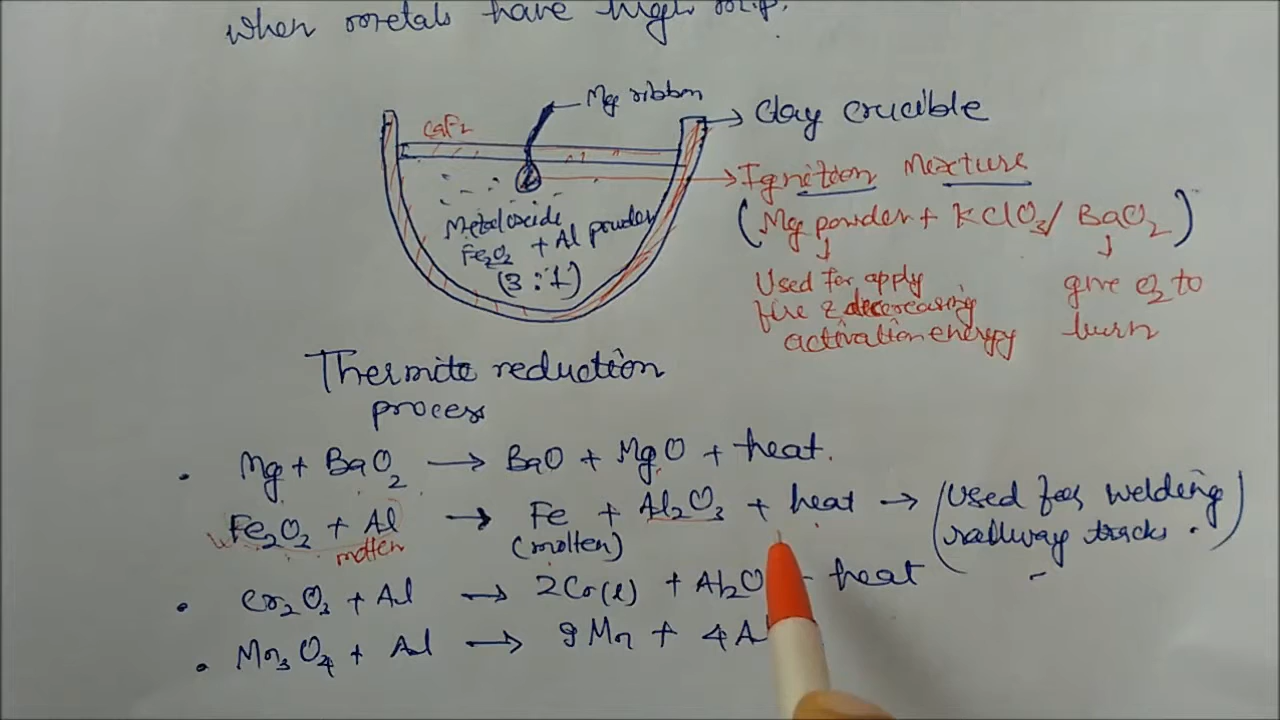 when metals have high m.p.
Mg ribbon
CaF2
Clay crucible
Ignition Mixture
(Mg powder + KClO3/ BaO2)
Metal oxide
Fe2O3 + Al powder
(3 : 1)
Used for apply
fire & decreasing
activation energy
give O2 to
burn
Thermite reduction
process
• Mg + BaO2 → BaO + MgO + heat.
Fe2O3 + Al → Fe + Al2O3 + heat → (Used for welding
molten
(molten)
railway tracks.)
• Cr2O3 + Al → 2Cr(l) + Al2O + heat
• Mn3O4 + Al → 9Mn + 4A